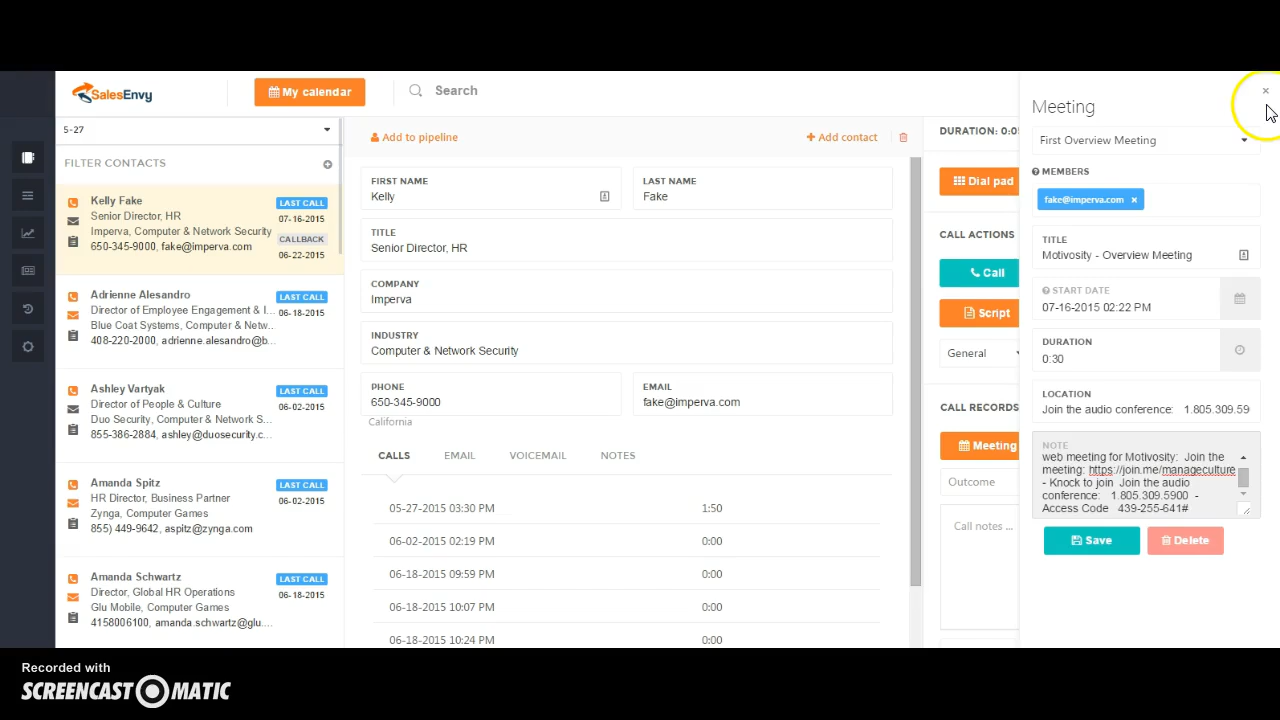 SalesEnvy
My calendar
Search
5-27
FILTER CONTACTS
Kelly Fake
LAST CALL
Senior Director, HR
07-16-2015
Imperva, Computer & Network Security
CALLBACK
650-345-9000, fake@imperva.com
06-22-2015
Adrienne Alesandro
LAST CALL
Director of Employee Engagement & I...
06-18-2015
Blue Coat Systems, Computer & Netw...
408-220-2000, adrienne.alesandro@b...
Ashley Vartyak
LAST CALL
Director of People & Culture
06-02-2015
Duo Security, Computer & Network S...
855-386-2884, ashley@duosecurity.c...
Amanda Spitz
LAST CALL
HR Director, Business Partner
06-02-2015
Zynga, Computer Games
855) 449-9642, aspitz@zynga.com
Amanda Schwartz
LAST CALL
Director, Global HR Operations
06-18-2015
Glu Mobile, Computer Games
4158006100, amanda.schwartz@glu....
Add to pipeline
Add contact
FIRST NAME
Kelly
LAST NAME
Fake
TITLE
Senior Director, HR
COMPANY
Imperva
INDUSTRY
Computer & Network Security
PHONE
650-345-9000
EMAIL
fake@imperva.com
California
CALLS EMAIL VOICEMAIL NOTES
05-27-2015 03:30 PM 1:50
06-02-2015 02:19 PM 0:00
06-18-2015 09:59 PM 0:00
06-18-2015 10:07 PM 0:00
06-18-2015 10:24 PM 0:00
DURATION: 0:0
Dial pad
CALL ACTIONS
Call
Script
General
CALL RECORDS
Meeting
Outcome
Call notes ...
Meeting
First Overview Meeting
MEMBERS
fake@imperva.com
TITLE
Motivosity - Overview Meeting
START DATE
07-16-2015 02:22 PM
DURATION
0:30
LOCATION
Join the audio conference: 1.805.309.59
NOTE
web meeting for Motivosity: Join the
meeting: https://join.me/manageculture
- Knock to join Join the audio
conference: 1.805.309.5900 -
Access Code 439-255-641#
Save
Delete
Recorded with
SCREENCAST-O-MATIC